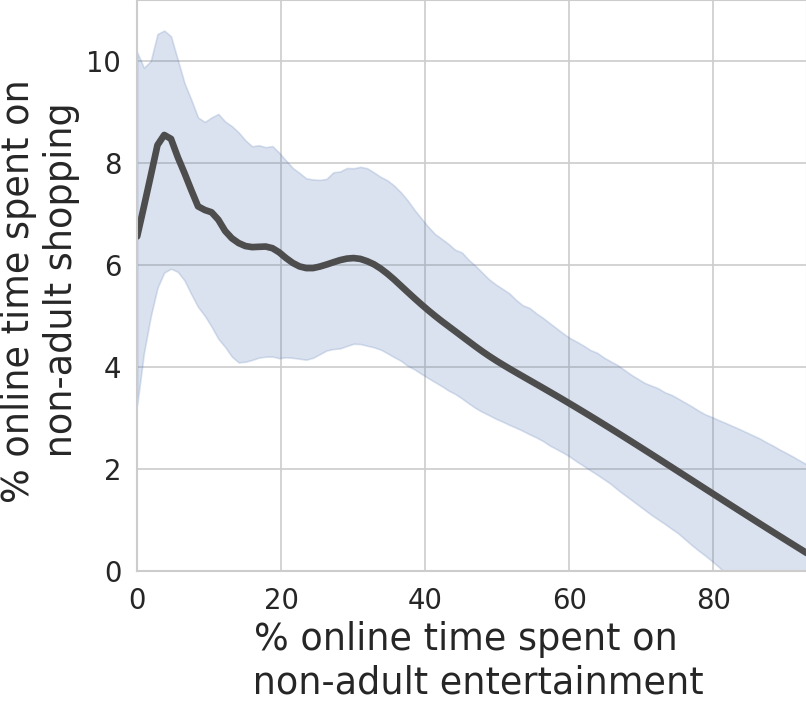 % online time spent on
non-adult shopping
10
8
6
4
2
0
0 20 40 60 80
% online time spent on
non-adult entertainment